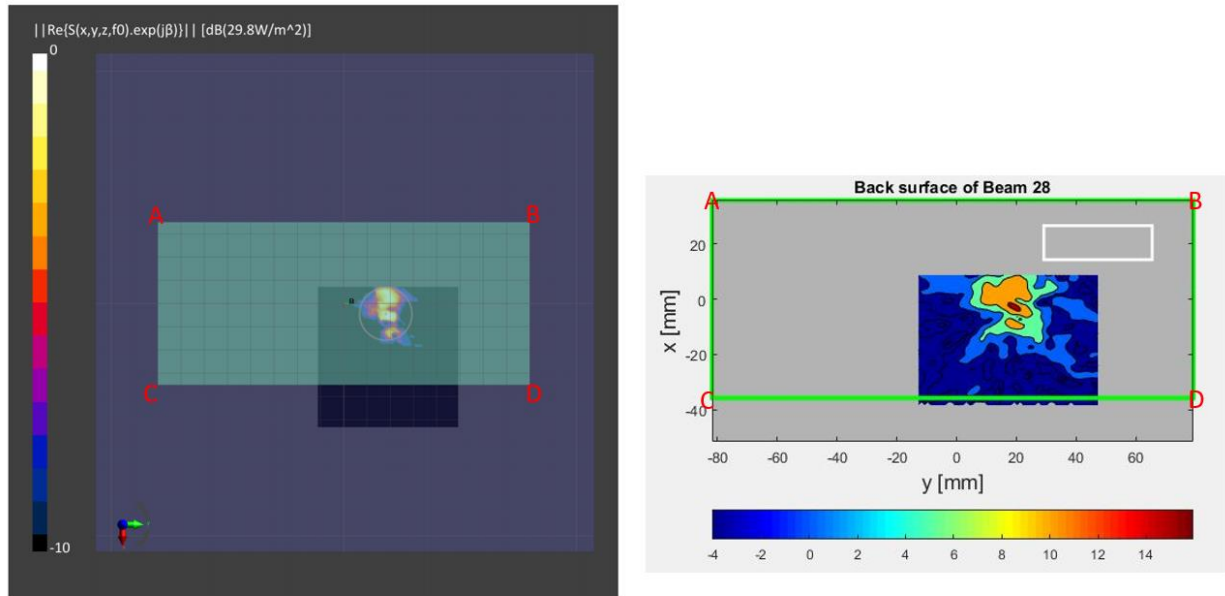 ||Re{S(x,y,z,f0).exp(jβ)}|| [dB(29.8W/m^2)]
0
-10
A
B
C
D
Back surface of Beam 28
A
B
C
D
x [mm]
20
0
-20
-40
-80
-60
-40
-20
0
20
40
60
y [mm]
-4
-2
0
2
4
6
8
10
12
14